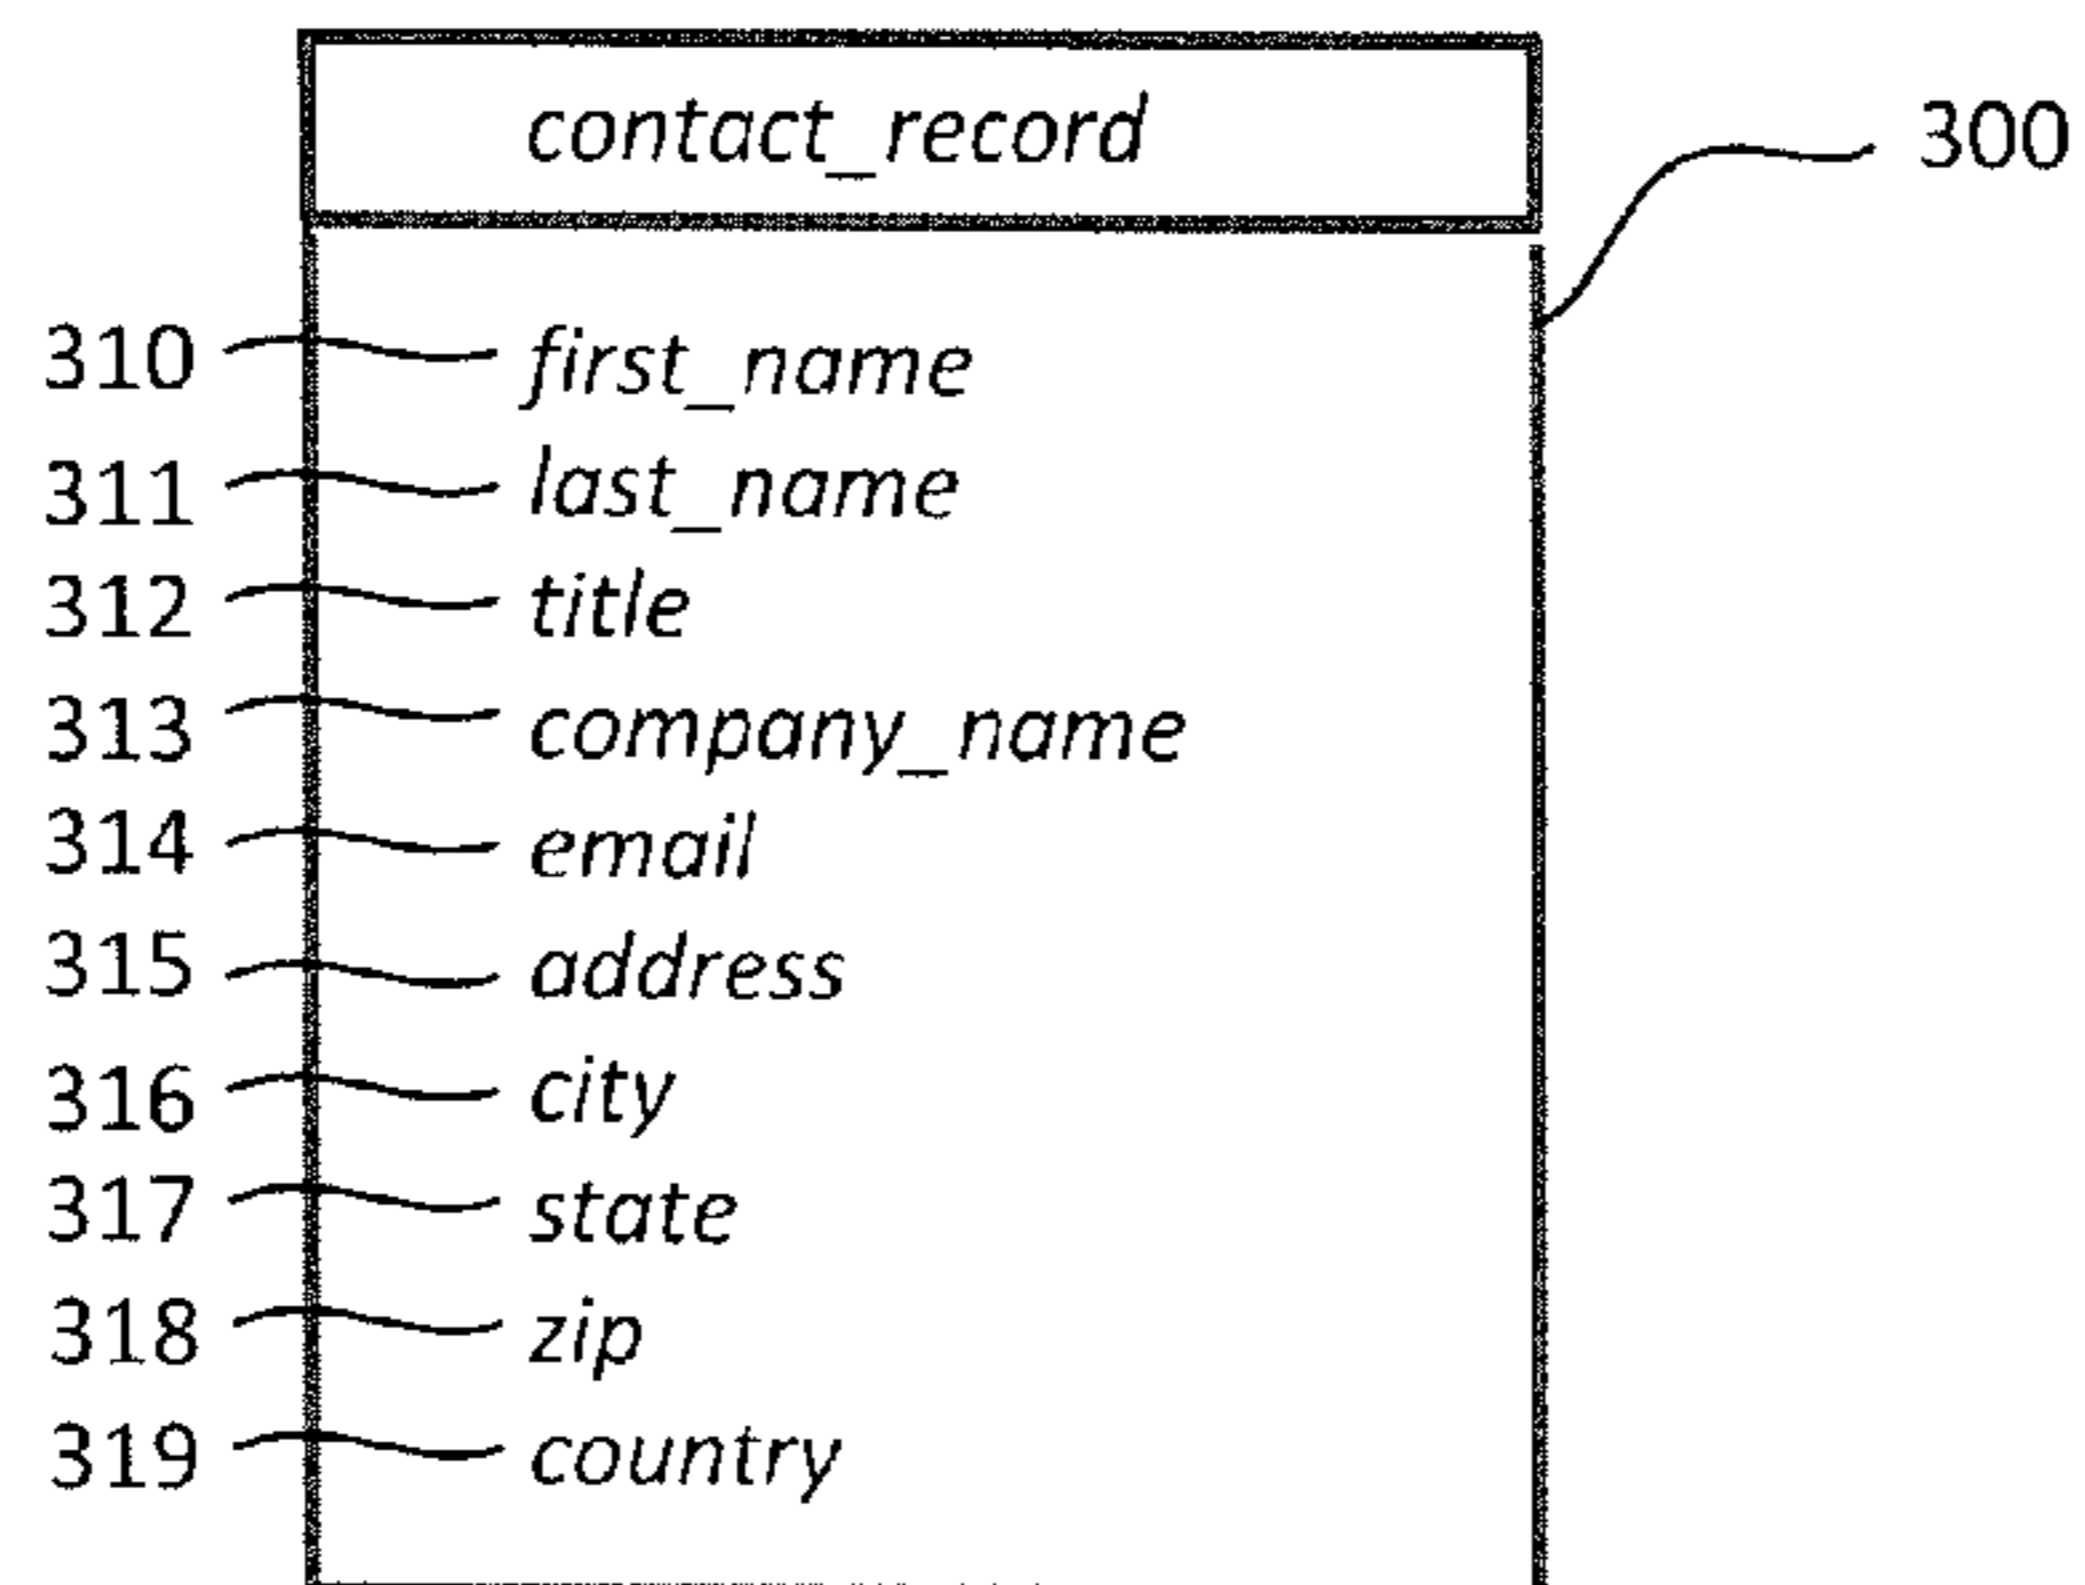 contact_record
300
310 first_name
311 last_name
312 title
313 company_name
314 email
315 address
316 city
317 state
318 zip
319 country